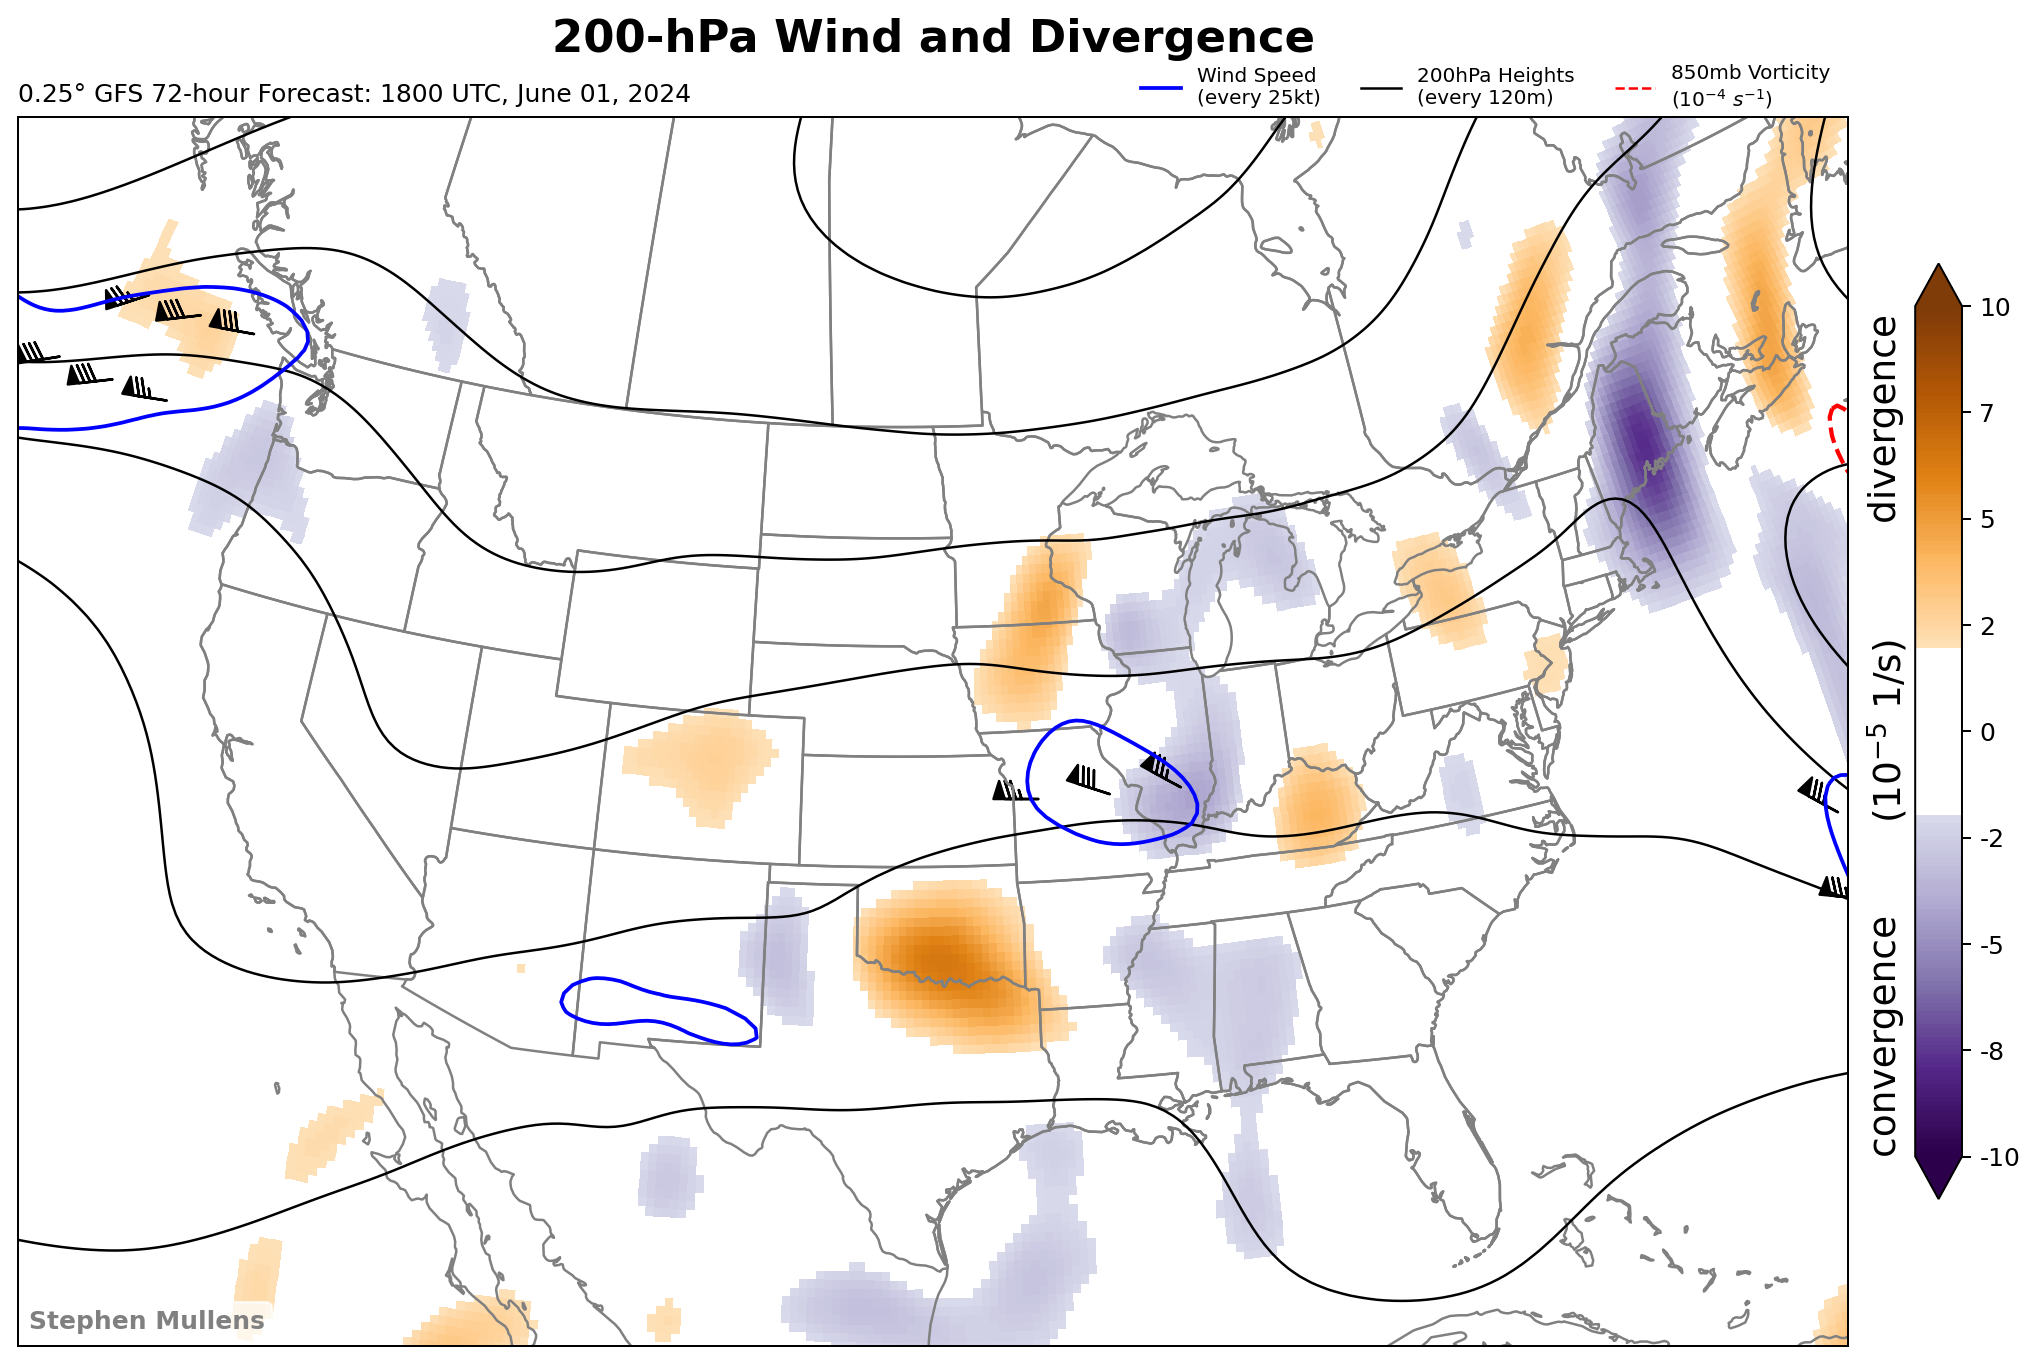 200-hPa Wind and Divergence
0.25° GFS 72-hour Forecast: 1800 UTC, June 01, 2024
Wind Speed
(every 25kt)
200hPa Heights
(every 120m)
850mb Vorticity
(10⁻⁴ s⁻¹)
10
7
5
2
0
-2
-5
-8
-10
convergence (10⁻⁵ 1/s) divergence
Stephen Mullens